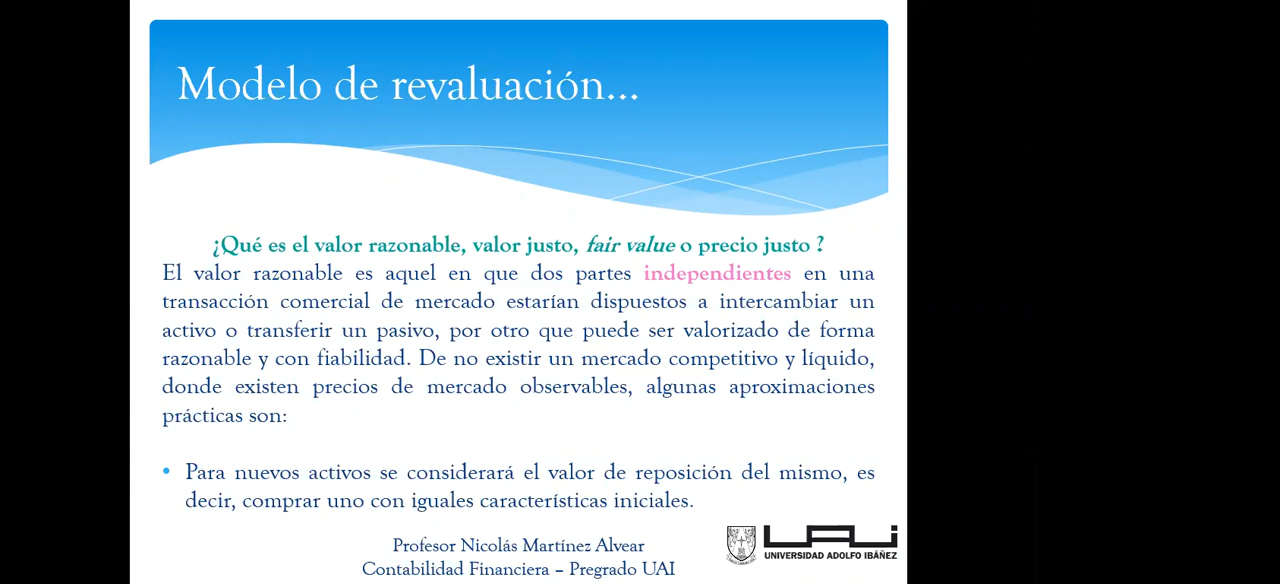 Modelo de revaluación...
¿Qué es el valor razonable, valor justo, fair value o precio justo ?
El valor razonable es aquel en que dos partes independientes en una
transacción comercial de mercado estarían dispuestos a intercambiar un
activo o transferir un pasivo, por otro que puede ser valorizado de forma
razonable y con fiabilidad. De no existir un mercado competitivo y líquido,
donde existen precios de mercado observables, algunas aproximaciones
prácticas son:
• Para nuevos activos se considerará el valor de reposición del mismo, es
decir, comprar uno con iguales características iniciales.
Profesor Nicolás Martínez Alvear
Contabilidad Financiera – Pregrado UAI
UAI
UNIVERSIDAD ADOLFO IBÁÑEZ